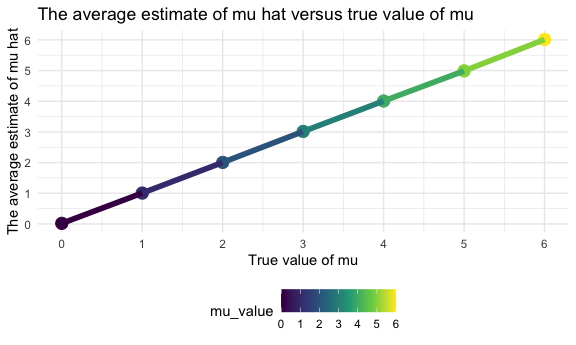 The average estimate of mu hat versus true value of mu
The average estimate of mu hat
6
5
4
3
2
1
0
0 1 2 3 4 5 6
True value of mu
mu_value
0 1 2 3 4 5 6